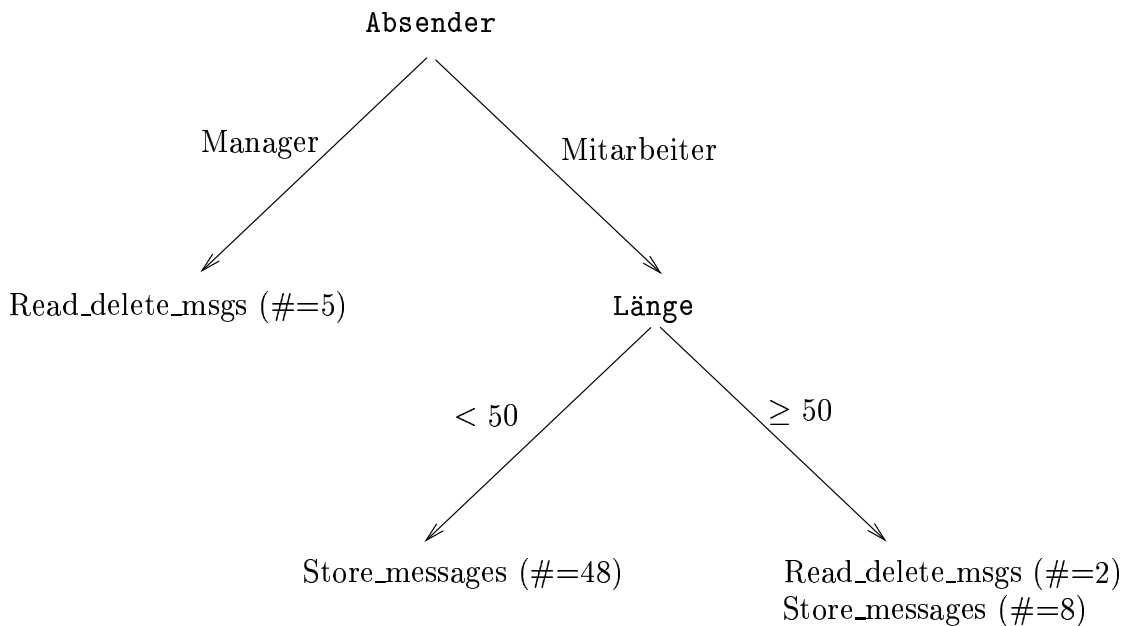 Absender
Manager
Mitarbeiter
Read_delete_msgs (#=5)
Länge
< 50
≥ 50
Store_messages (#=48)
Read_delete_msgs (#=2)
Store_messages (#=8)